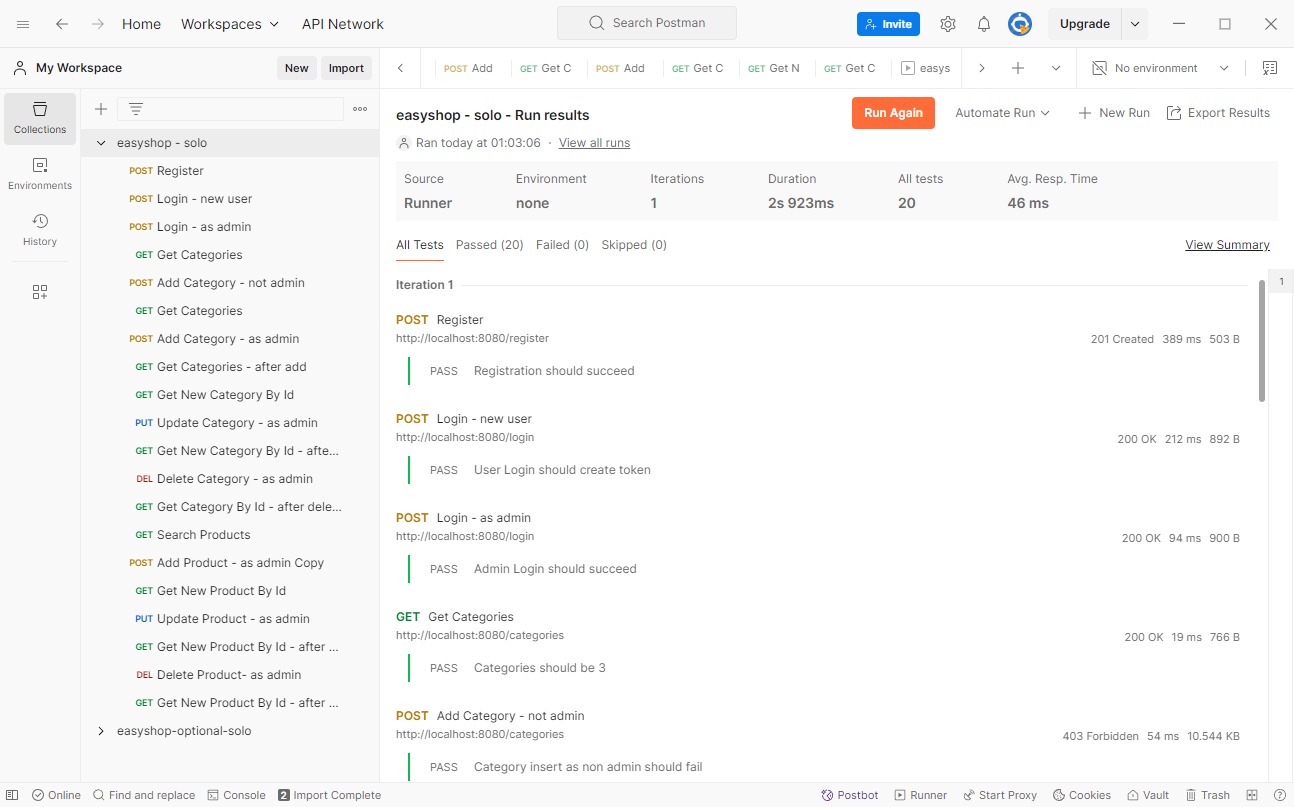 Home Workspaces API Network Search Postman Invite Upgrade
My Workspace New Import
POST Add GET Get C POST Add GET Get C GET Get N GET Get C easys No environment
Collections
Environments
History
easyshop - solo
POST Register
POST Login - new user
POST Login - as admin
GET Get Categories
POST Add Category - not admin
GET Get Categories
POST Add Category - as admin
GET Get Categories - after add
GET Get New Category By Id
PUT Update Category - as admin
GET Get New Category By Id - afte...
DEL Delete Category - as admin
GET Get Category By Id - after dele...
GET Search Products
POST Add Product - as admin Copy
GET Get New Product By Id
PUT Update Product - as admin
GET Get New Product By Id - after ...
DEL Delete Product- as admin
GET Get New Product By Id - after ...
easyshop-optional-solo
easyshop - solo - Run results
Run Again Automate Run New Run Export Results
Ran today at 01:03:06 · View all runs
Source Environment Iterations Duration All tests Avg. Resp. Time
Runner none 1 2s 923ms 20 46 ms
All Tests Passed (20) Failed (0) Skipped (0) View Summary
Iteration 1
1
POST Register
http://localhost:8080/register 201 Created 389 ms 503 B
PASS Registration should succeed
POST Login - new user
http://localhost:8080/login 200 OK 212 ms 892 B
PASS User Login should create token
POST Login - as admin
http://localhost:8080/login 200 OK 94 ms 900 B
PASS Admin Login should succeed
GET Get Categories
http://localhost:8080/categories 200 OK 19 ms 766 B
PASS Categories should be 3
POST Add Category - not admin
http://localhost:8080/categories 403 Forbidden 54 ms 10.544 KB
PASS Category insert as non admin should fail
Online Find and replace Console 2 Import Complete Postbot Runner Start Proxy Cookies Vault Trash